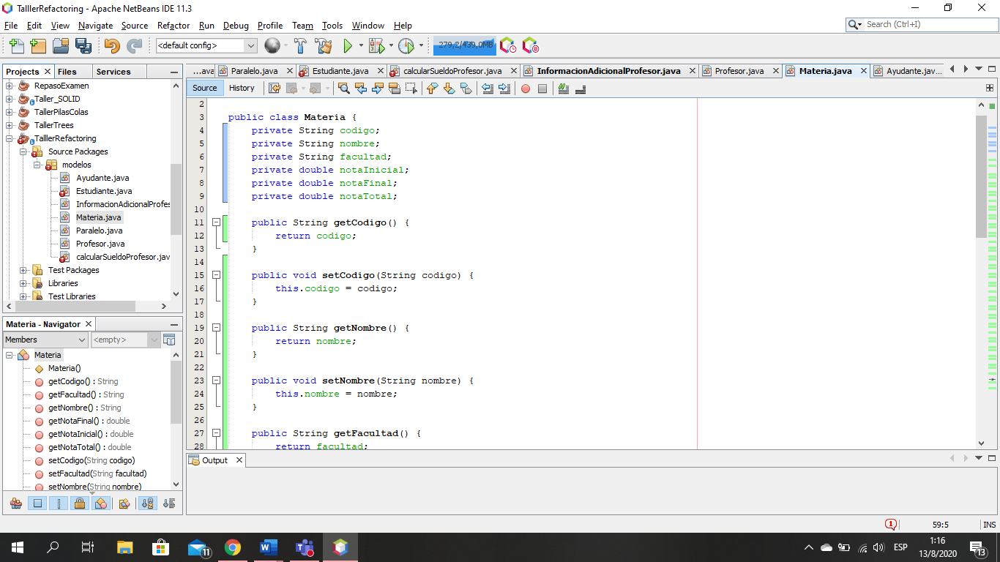 TalllerRefactoring - Apache NetBeans IDE 11.3
File Edit View Navigate Source Refactor Run Debug Profile Team Tools Window Help
Search (Ctrl+I)
<default config>
279,2/439,0MB
Projects Files Services
RepasoExamen
Taller_SOLID
TallerPilasColas
TallerTrees
TalllerRefactoring
Source Packages
modelos
Ayudante.java
Estudiante.java
InformacionAdicionalProfes
Materia.java
Paralelo.java
Profesor.java
calcularSueldoProfesor.jav
Test Packages
Libraries
Test Libraries
Materia - Navigator
Members <empty>
Materia
Materia()
getCodigo() : String
getFacultad() : String
getNombre() : String
getNotaFinal() : double
getNotaInicial() : double
getNotaTotal() : double
setCodigo(String codigo)
setFacultad(String facultad)
setNombre(String nombre)
...ava Paralelo.java Estudiante.java calcularSueldoProfesor.java InformacionAdicionalProfesor.java Profesor.java Materia.java Ayudante.jav...
Source History
2
3 public class Materia {
4 private String codigo;
5 private String nombre;
6 private String facultad;
7 private double notaInicial;
8 private double notaFinal;
9 private double notaTotal;
10
11 public String getCodigo() {
12 return codigo;
13 }
14
15 public void setCodigo(String codigo) {
16 this.codigo = codigo;
17 }
18
19 public String getNombre() {
20 return nombre;
21 }
22
23 public void setNombre(String nombre) {
24 this.nombre = nombre;
25 }
26
27 public String getFacultad() {
28 return facultad;
Output
1 59:5 INS
11
ESP
1:16
13/8/2020
13